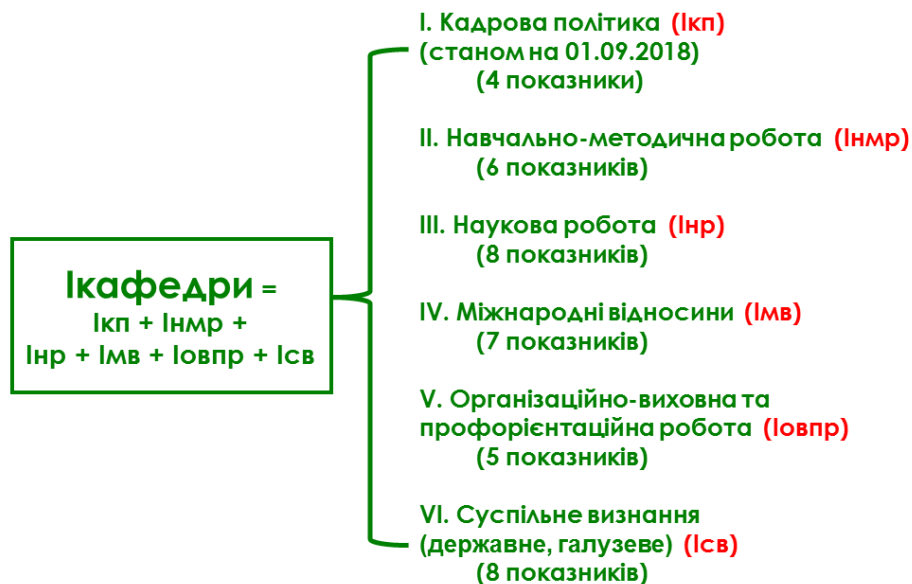 I. Кадрова політика (Ікп)
(станом на 01.09.2018)
(4 показники)
II. Навчально-методична робота (Інмр)
(6 показників)
III. Наукова робота (Інр)
(8 показників)
Ікафедри =
Ікп + Інмр +
Інр + Імв + Іовпр + Ісв
IV. Міжнародні відносини (Імв)
(7 показників)
V. Організаційно-виховна та
профорієнтаційна робота (Іовпр)
(5 показників)
VI. Суспільне визнання
(державне, галузеве) (Ісв)
(8 показників)